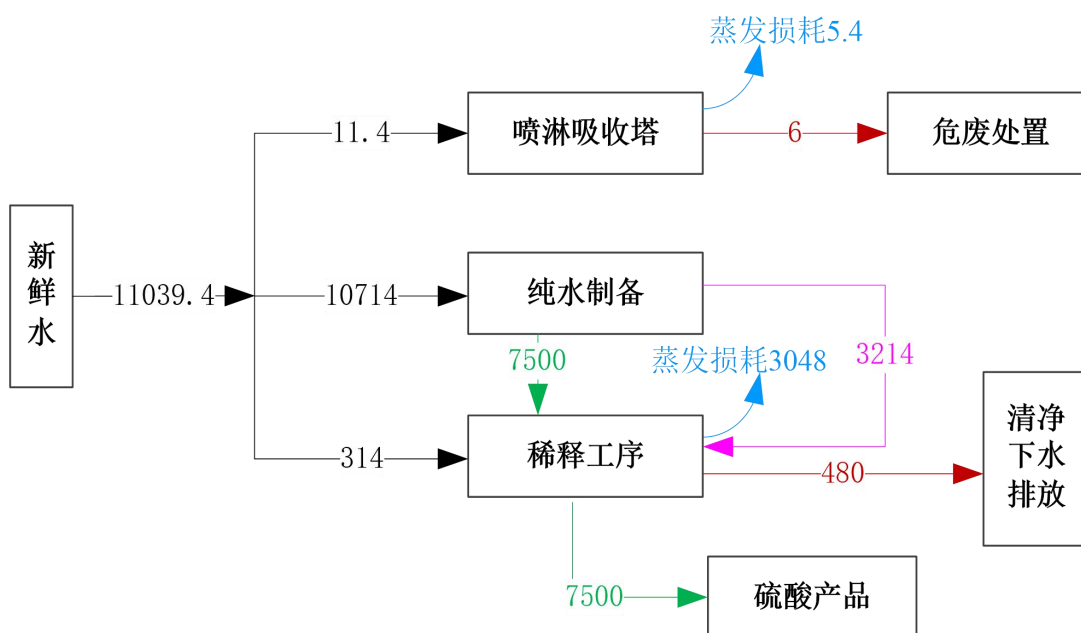 蒸发损耗5.4
11.4
喷淋吸收塔
6
危废处置
新
鲜
水
11039.4
10714
纯水制备
7500
蒸发损耗3048
3214
314
稀释工序
480
清净
下水
排放
7500
硫酸产品